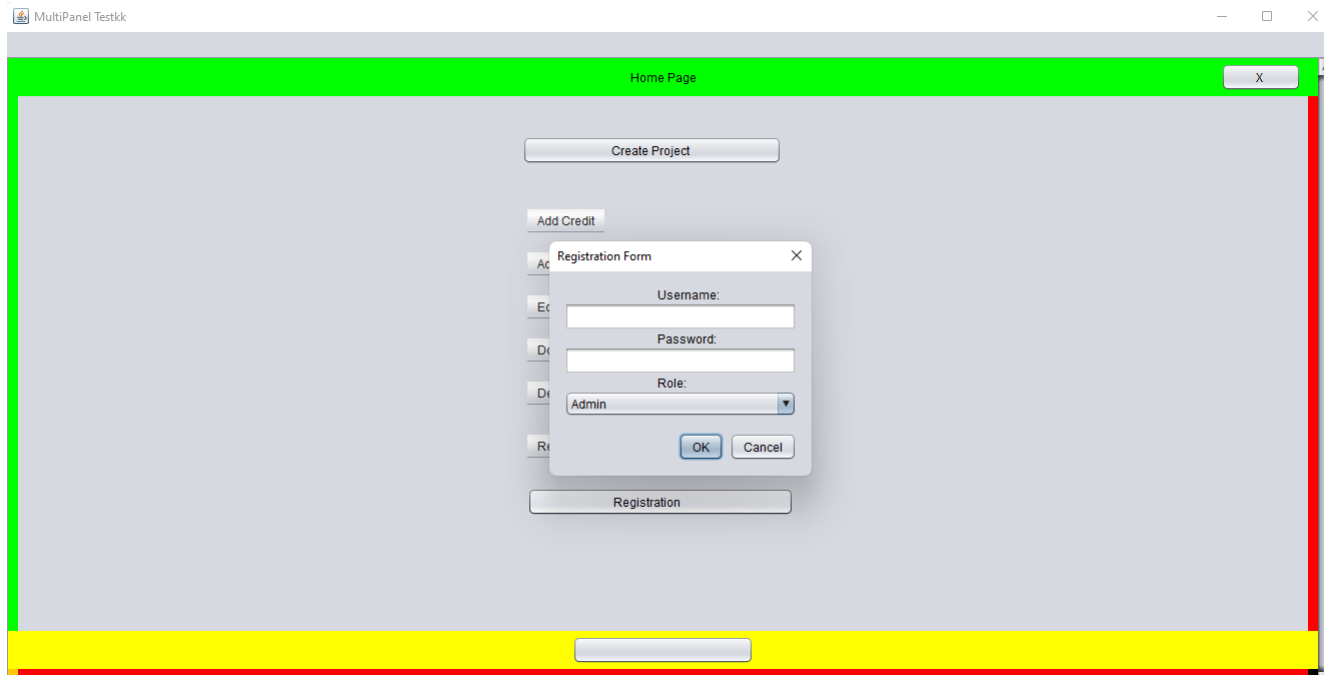 MultiPanel Testkk
Home Page
X
Create Project
Add Credit
Registration Form
Username:
Password:
Role:
Admin
OK
Cancel
Registration